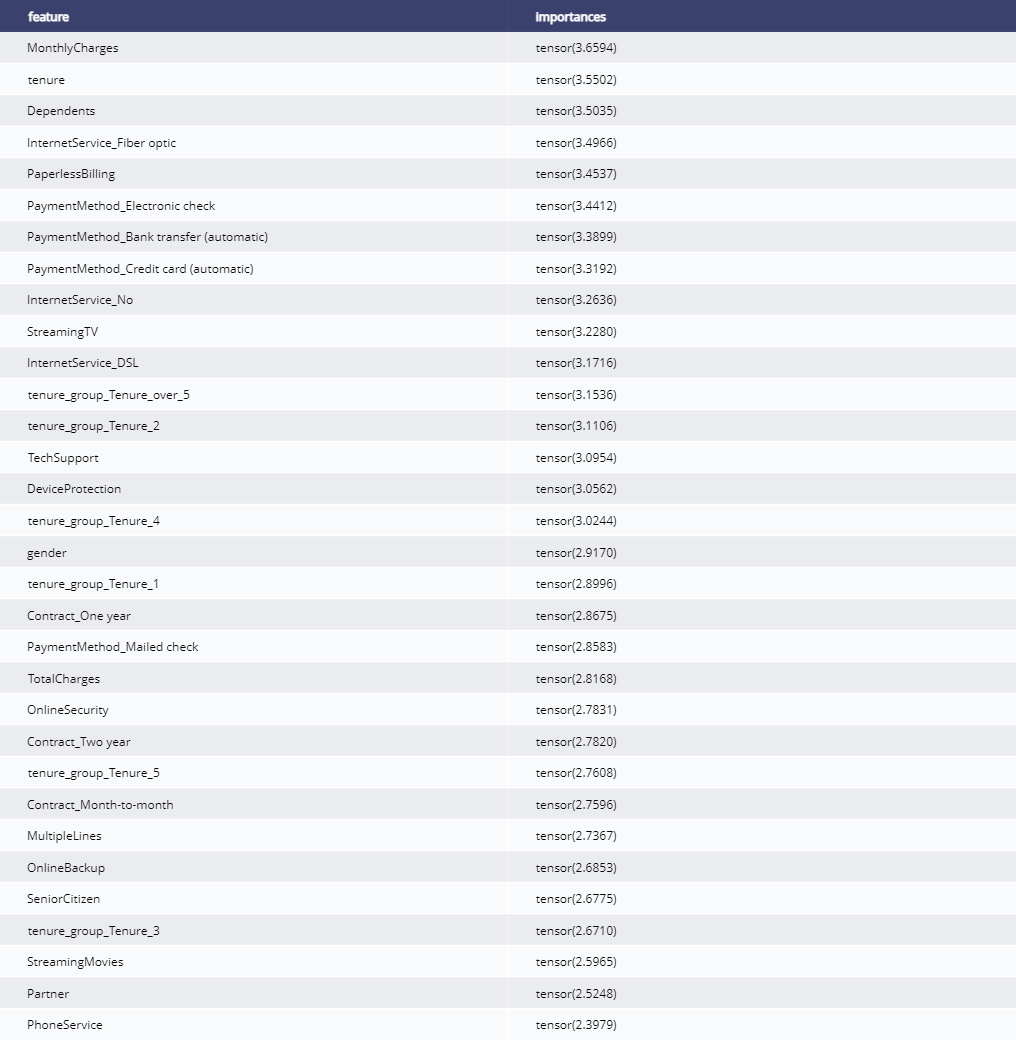 feature importances
MonthlyCharges tensor(3.6594)
tenure tensor(3.5502)
Dependents tensor(3.5035)
InternetService_Fiber optic tensor(3.4966)
PaperlessBilling tensor(3.4537)
PaymentMethod_Electronic check tensor(3.4412)
PaymentMethod_Bank transfer (automatic) tensor(3.3899)
PaymentMethod_Credit card (automatic) tensor(3.3192)
InternetService_No tensor(3.2636)
StreamingTV tensor(3.2280)
InternetService_DSL tensor(3.1716)
tenure_group_Tenure_over_5 tensor(3.1536)
tenure_group_Tenure_2 tensor(3.1106)
TechSupport tensor(3.0954)
DeviceProtection tensor(3.0562)
tenure_group_Tenure_4 tensor(3.0244)
gender tensor(2.9170)
tenure_group_Tenure_1 tensor(2.8996)
Contract_One year tensor(2.8675)
PaymentMethod_Mailed check tensor(2.8583)
TotalCharges tensor(2.8168)
OnlineSecurity tensor(2.7831)
Contract_Two year tensor(2.7820)
tenure_group_Tenure_5 tensor(2.7608)
Contract_Month-to-month tensor(2.7596)
MultipleLines tensor(2.7367)
OnlineBackup tensor(2.6853)
SeniorCitizen tensor(2.6775)
tenure_group_Tenure_3 tensor(2.6710)
StreamingMovies tensor(2.5965)
Partner tensor(2.5248)
PhoneService tensor(2.3979)